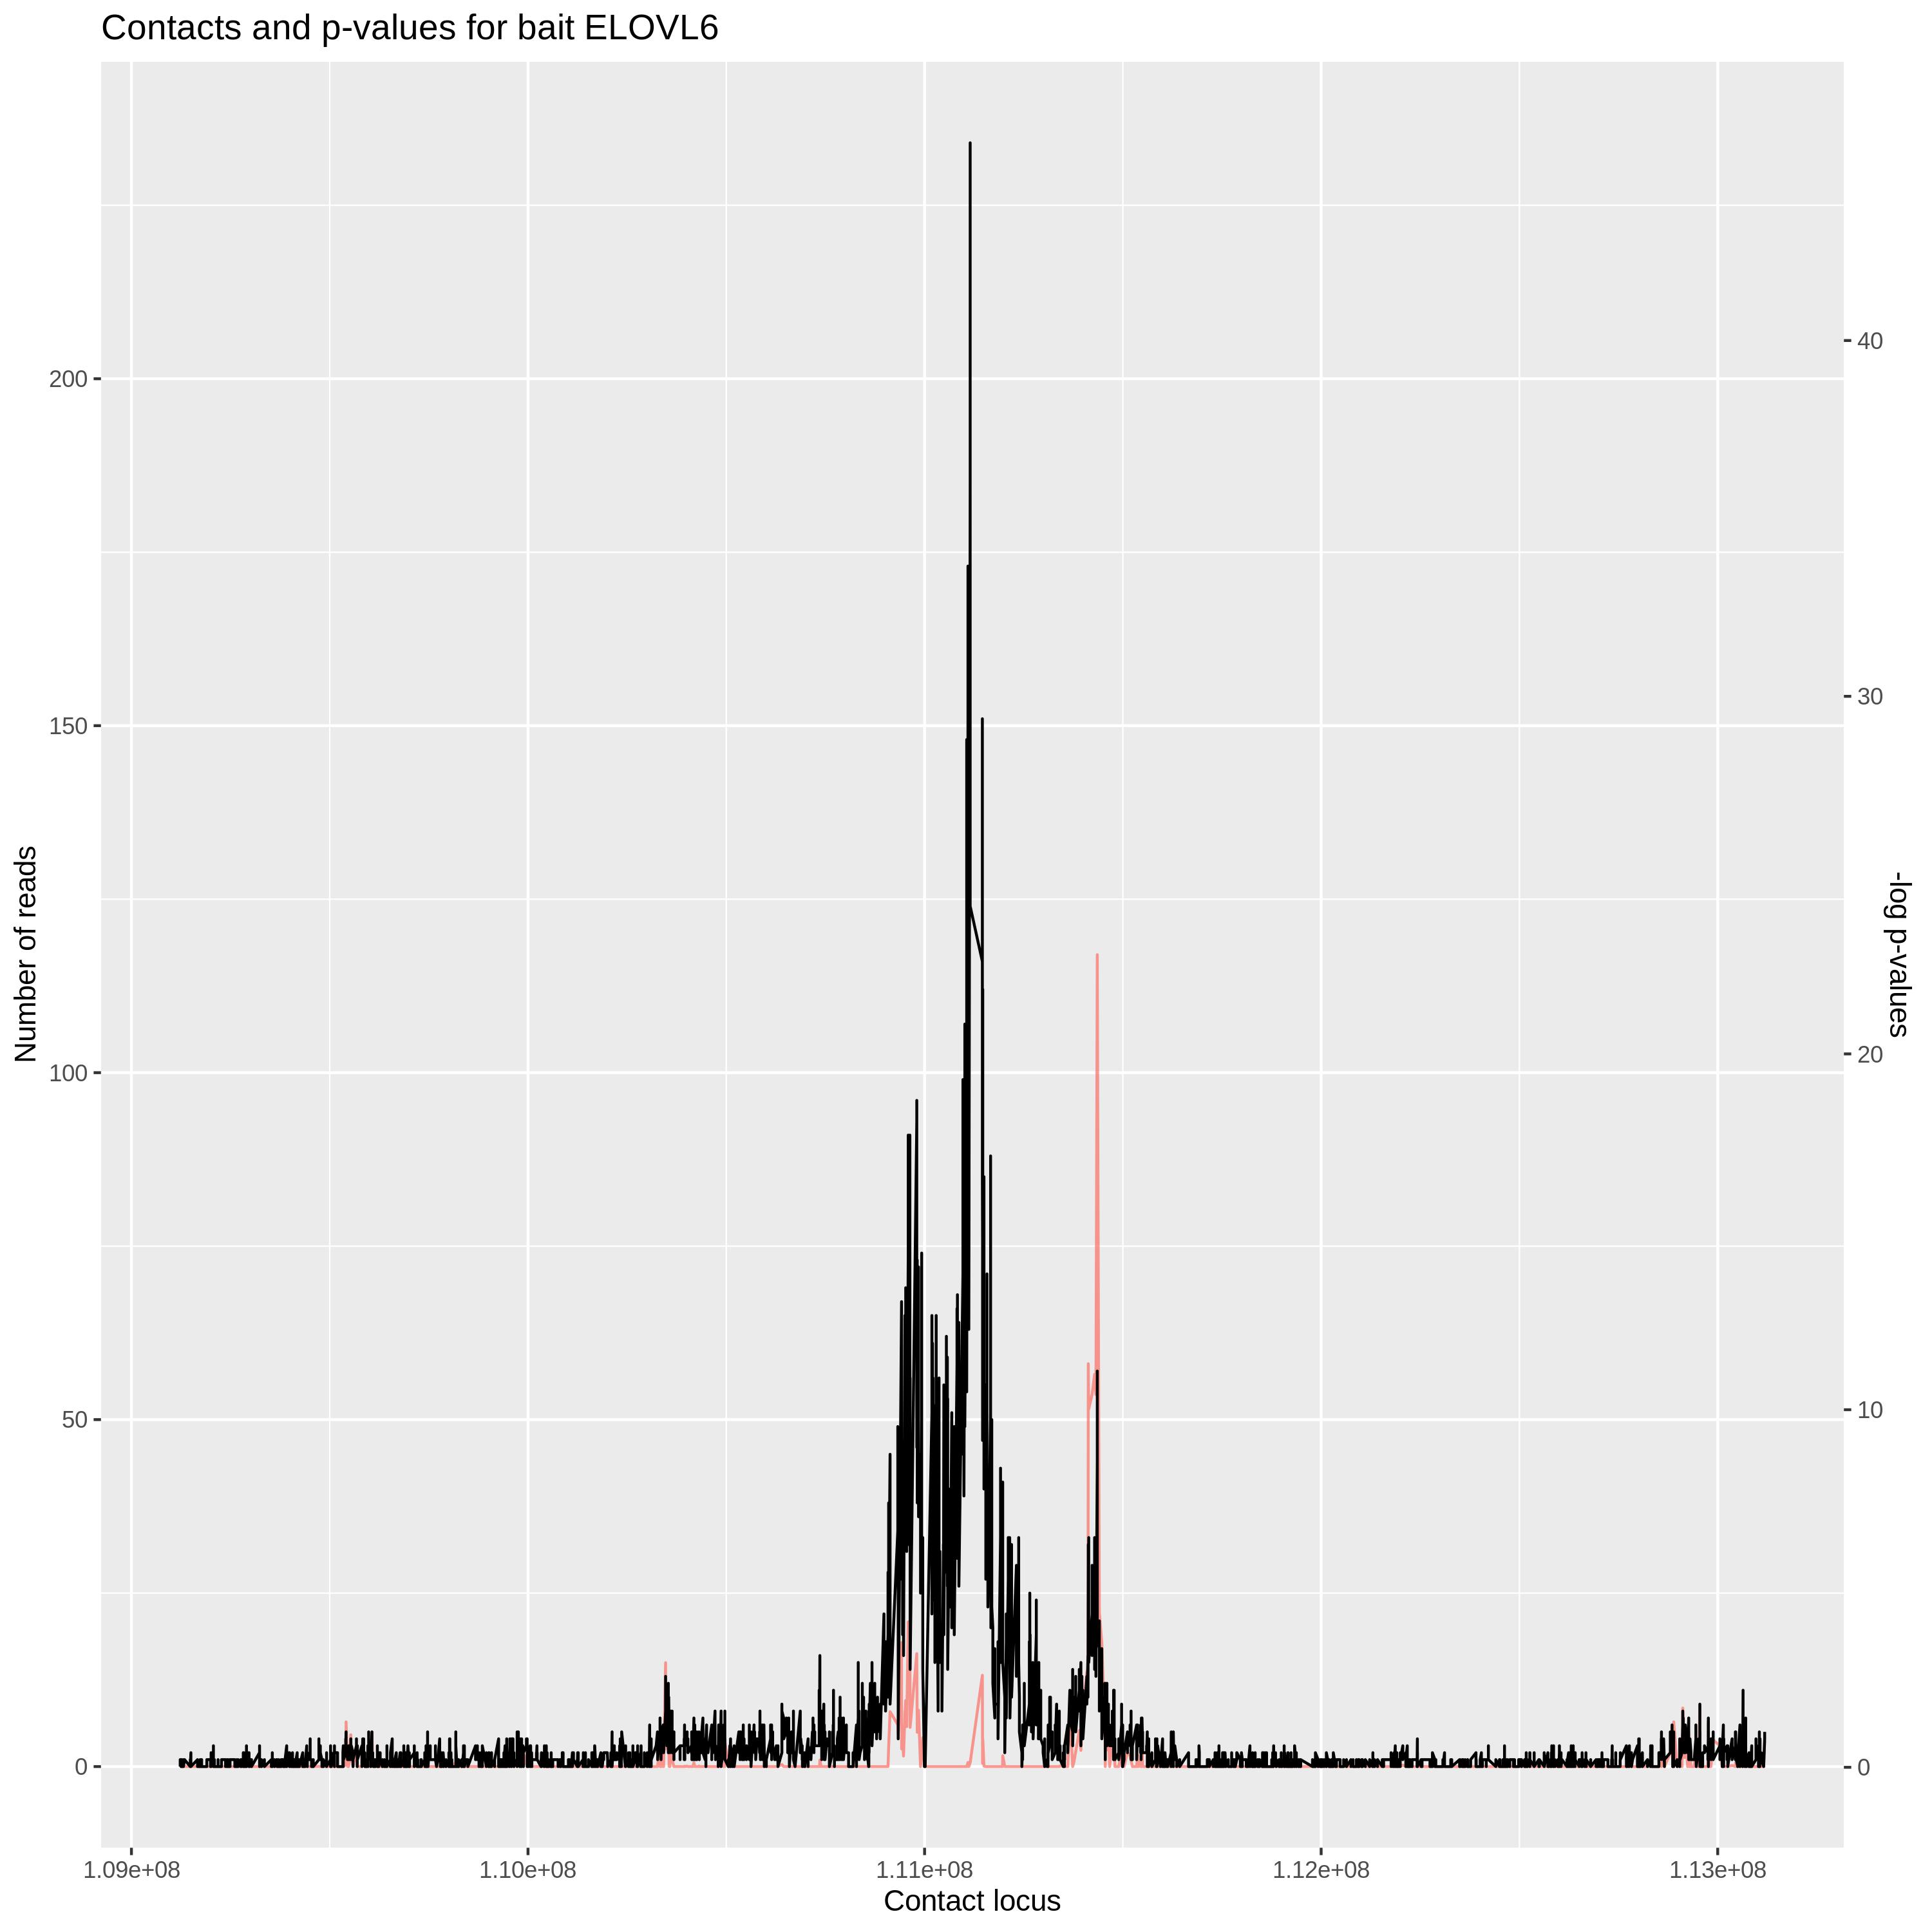 Contacts and p-values for bait ELOVL6
200
150
100
50
0
Number of reads
40
30
20
10
0
-log p-values
1.09e+08 1.10e+08 1.11e+08 1.12e+08 1.13e+08
Contact locus